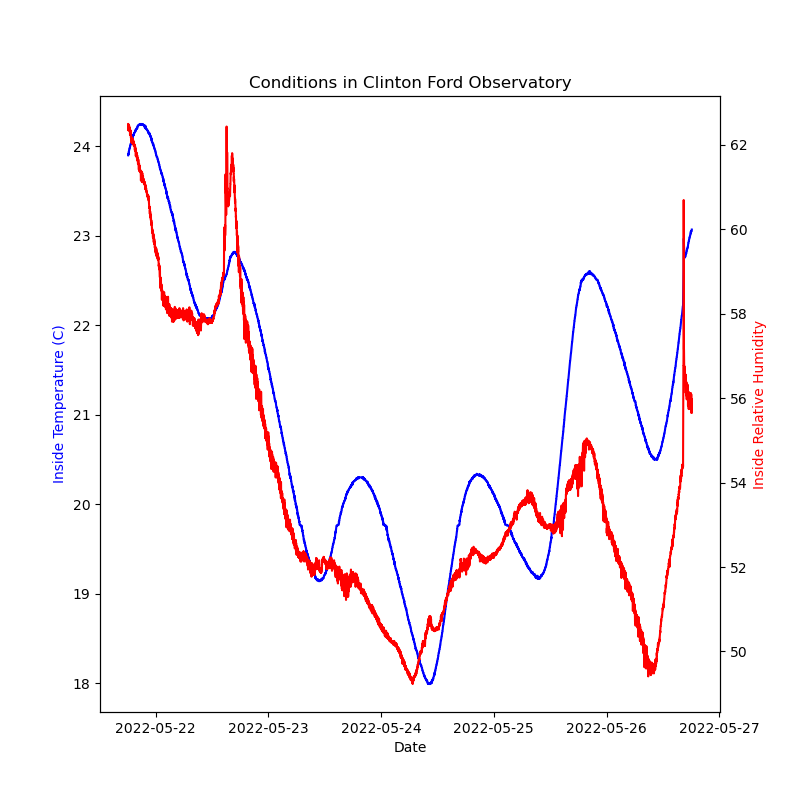 Conditions in Clinton Ford Observatory
24
23
22
21
20
19
18
Inside Temperature (C)
62
60
58
56
54
52
50
Inside Relative Humidity
2022-05-22 2022-05-23 2022-05-24 2022-05-25 2022-05-26 2022-05-27
Date